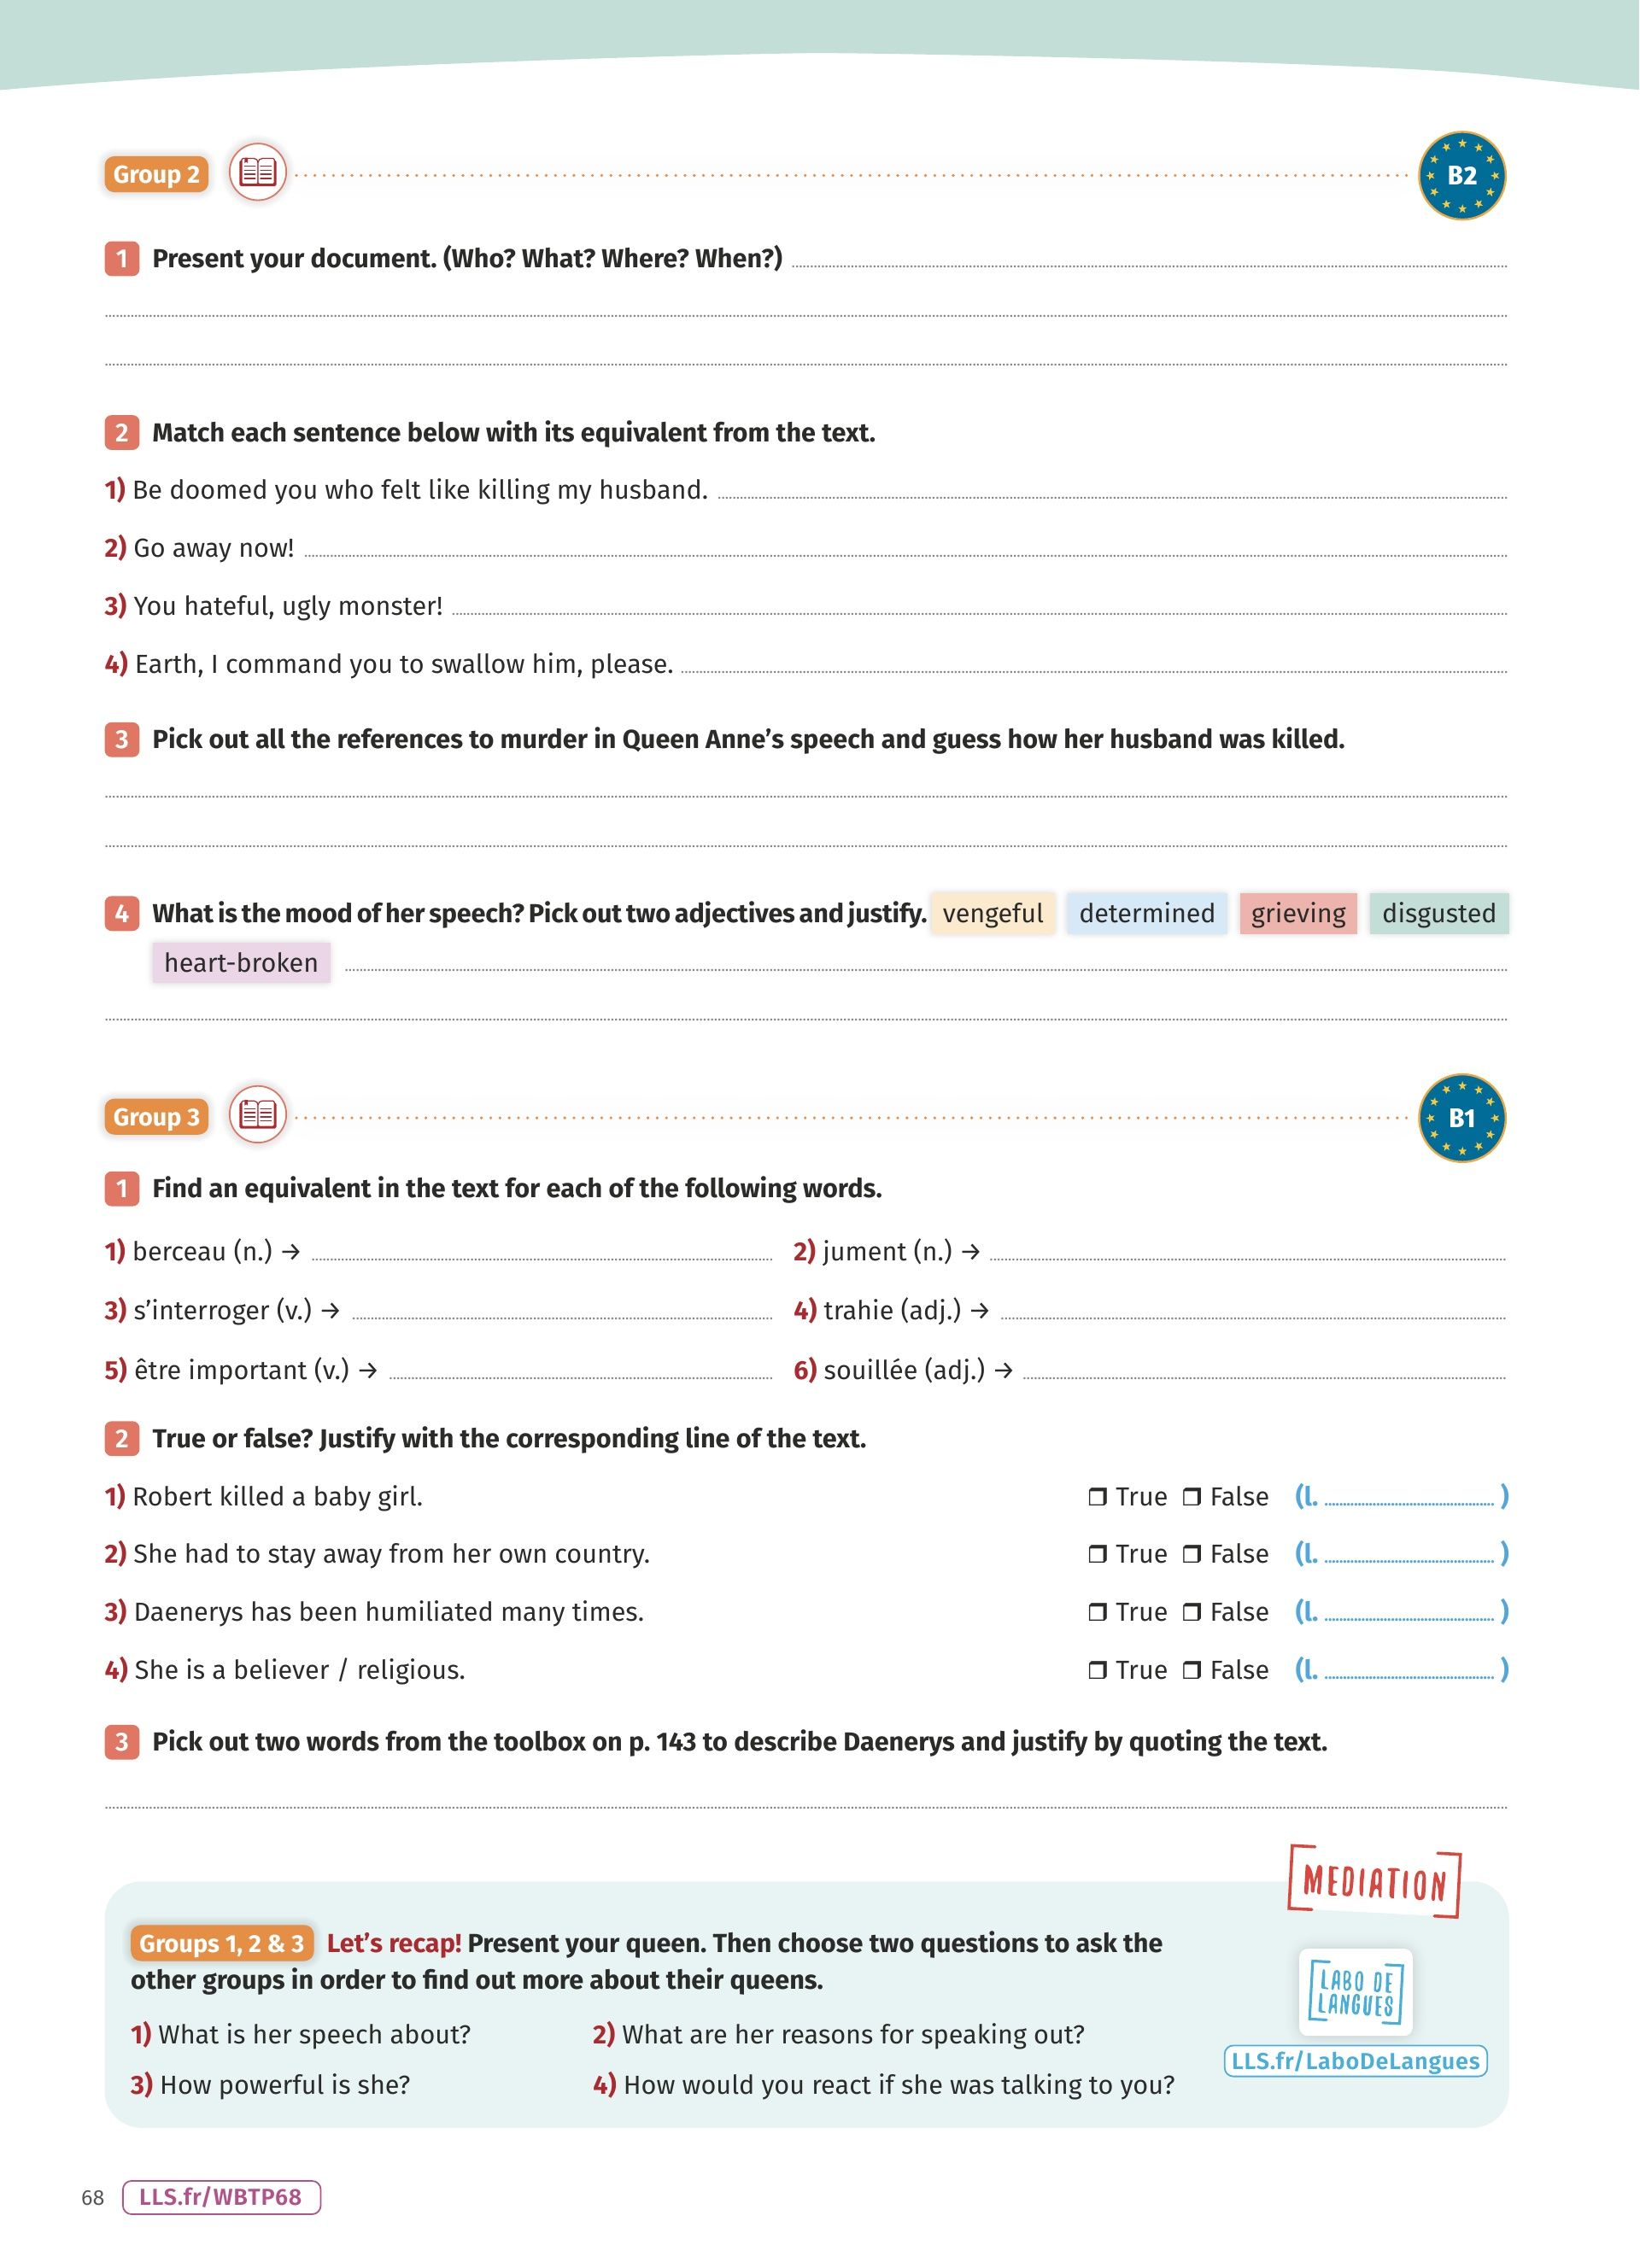 Group 2
B2
1 Present your document. (Who? What? Where? When?)
2 Match each sentence below with its equivalent from the text.
1) Be doomed you who felt like killing my husband.
2) Go away now!
3) You hateful, ugly monster!
4) Earth, I command you to swallow him, please.
3 Pick out all the references to murder in Queen Anne’s speech and guess how her husband was killed.
4 What is the mood of her speech? Pick out two adjectives and justify. vengeful determined grieving disgusted
heart-broken
Group 3
B1
1 Find an equivalent in the text for each of the following words.
1) berceau (n.) → 2) jument (n.) →
3) s’interroger (v.) → 4) trahie (adj.) →
5) être important (v.) → 6) souillée (adj.) →
2 True or false? Justify with the corresponding line of the text.
1) Robert killed a baby girl. ❒ True ❒ False (l. )
2) She had to stay away from her own country. ❒ True ❒ False (l. )
3) Daenerys has been humiliated many times. ❒ True ❒ False (l. )
4) She is a believer / religious. ❒ True ❒ False (l. )
3 Pick out two words from the toolbox on p. 143 to describe Daenerys and justify by quoting the text.
MEDIATION
Groups 1, 2 & 3 Let’s recap! Present your queen. Then choose two questions to ask the
other groups in order to find out more about their queens.
1) What is her speech about? 2) What are her reasons for speaking out?
3) How powerful is she? 4) How would you react if she was talking to you?
LABO DE
LANGUES
LLS.fr/LaboDeLangues
68 LLS.fr/WBTP68